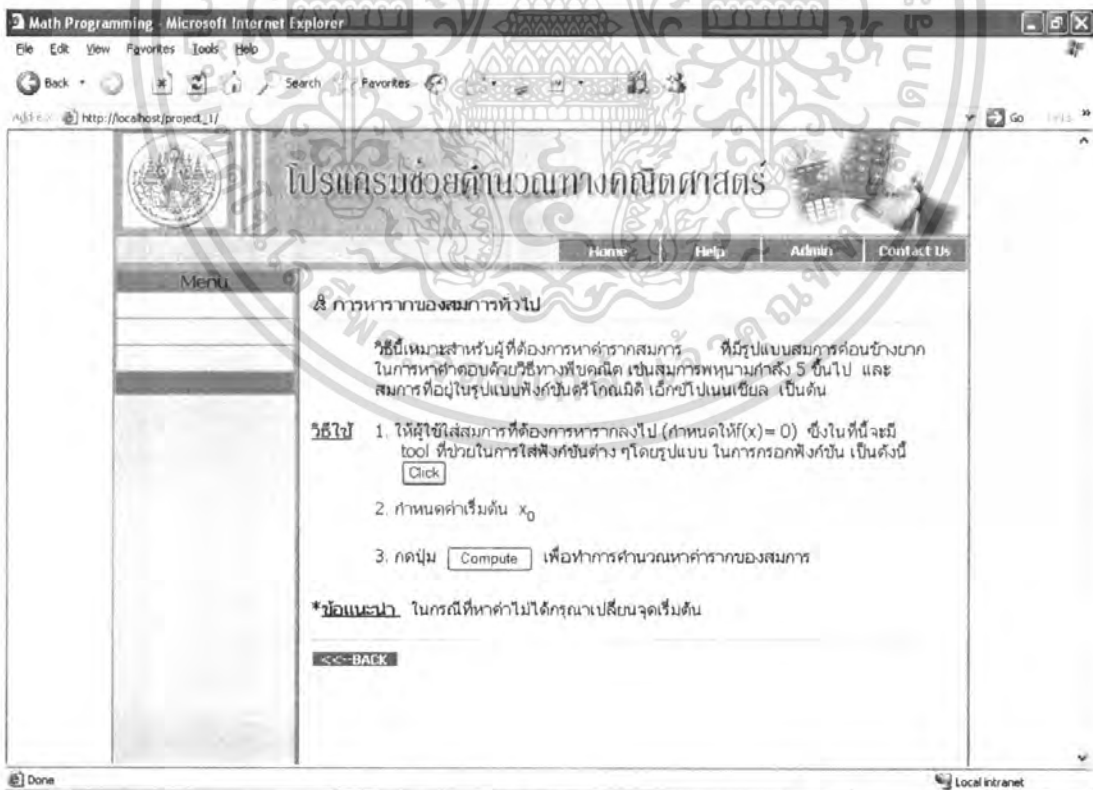 Math Programming - Microsoft Internet Explorer
File Edit View Favorites Tools Help
Back Search Favorites
Address http://localhost/project_1/ Go
โปรแกรมช่วยคำนวณทางคณิตศาสตร์
Home Help Admin Contact Us
Menu
การหารากของสมการทั่วไป
วิธีนี้เหมาะสำหรับผู้ที่ต้องการหาค่ารากสมการ ที่มีรูปแบบสมการค่อนข้างยาก
ในการหาคำตอบด้วยวิธีทางพีชคณิต เช่นสมการพหุนามกำลัง 5 ขึ้นไป และ
สมการที่อยู่ในรูปแบบฟังก์ชันตรีโกณมิติ เอ็กซ์โปเนนเชียล เป็นต้น
วิธีใช้ 1. ให้ผู้ใช้ใส่สมการที่ต้องการหารากลงไป (กำหนดให้f(x)= 0) ซึ่งในที่นี้จะมี
tool ที่ช่วยในการใส่ฟังก์ชันต่าง ๆโดยรูปแบบ ในการกรอกฟังก์ชัน เป็นดังนี้
Click
2. กำหนดค่าเริ่มต้น x0
3. กดปุ่ม Compute เพื่อทำการคำนวณหาค่ารากของสมการ
*ข้อแนะนำ ในกรณีที่หาค่าไม่ได้กรุณาเปลี่ยนจุดเริ่มต้น
<<--BACK
Done Local intranet